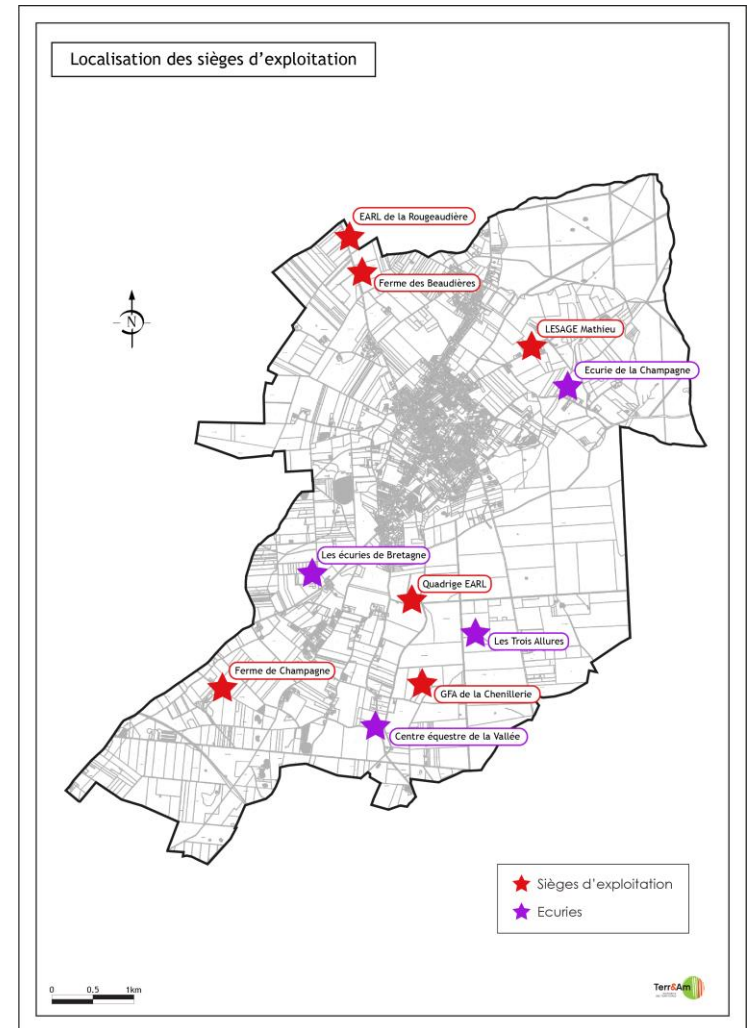 Localisation des sièges d'exploitation
EARL de la Rougeaudière
Ferme des Beaudières
N
LESAGE Mathieu
Ecurie de la Champagne
Les écuries de Bretagne
Quadrige EARL
Les Trois Allures
Ferme de Champagne
GFA de la Chenillerie
Centre équestre de la Vallée
Sièges d'exploitation
Ecuries
0 0.5 1km
Terr&Am